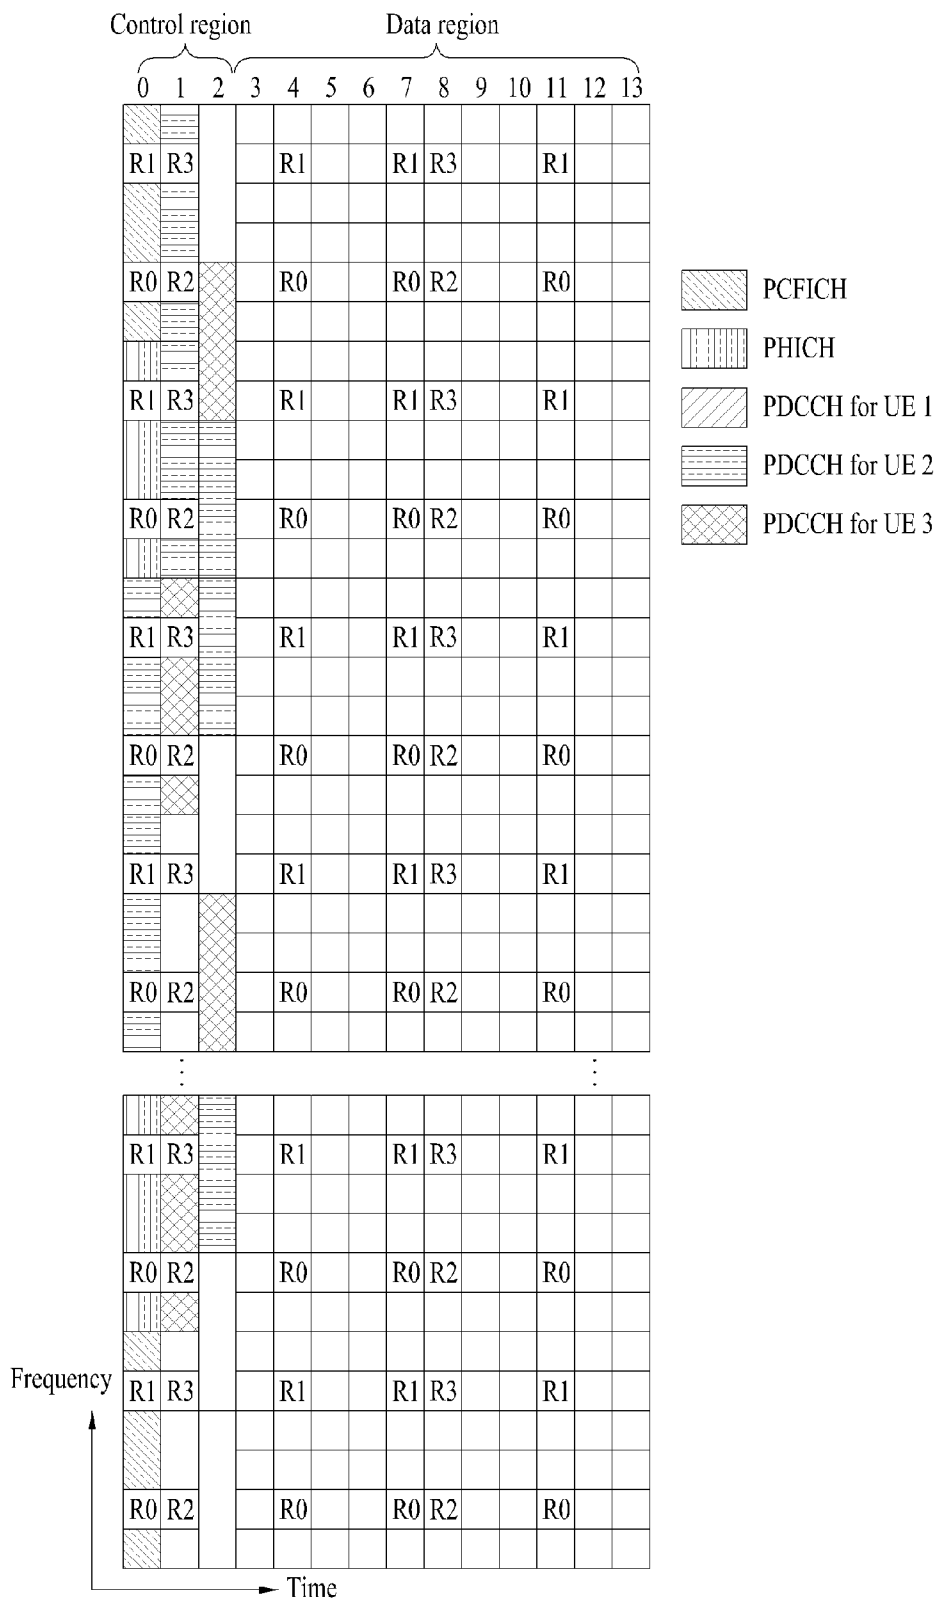 Control region Data region
0 1 2 3 4 5 6 7 8 9 10 11 12 13
R1 R3 R1 R1 R3 R1
R0 R2 R0 R0 R2 R0
PCFICH
PHICH
R1 R3 R1 R1 R3 R1
PDCCH for UE 1
PDCCH for UE 2
R0 R2 R0 R0 R2 R0
PDCCH for UE 3
R1 R3 R1 R1 R3 R1
R0 R2 R0 R0 R2 R0
R1 R3 R1 R1 R3 R1
R0 R2 R0 R0 R2 R0
R1 R3 R1 R1 R3 R1
R0 R2 R0 R0 R2 R0
Frequency
R1 R3 R1 R1 R3 R1
R0 R2 R0 R0 R2 R0
Time